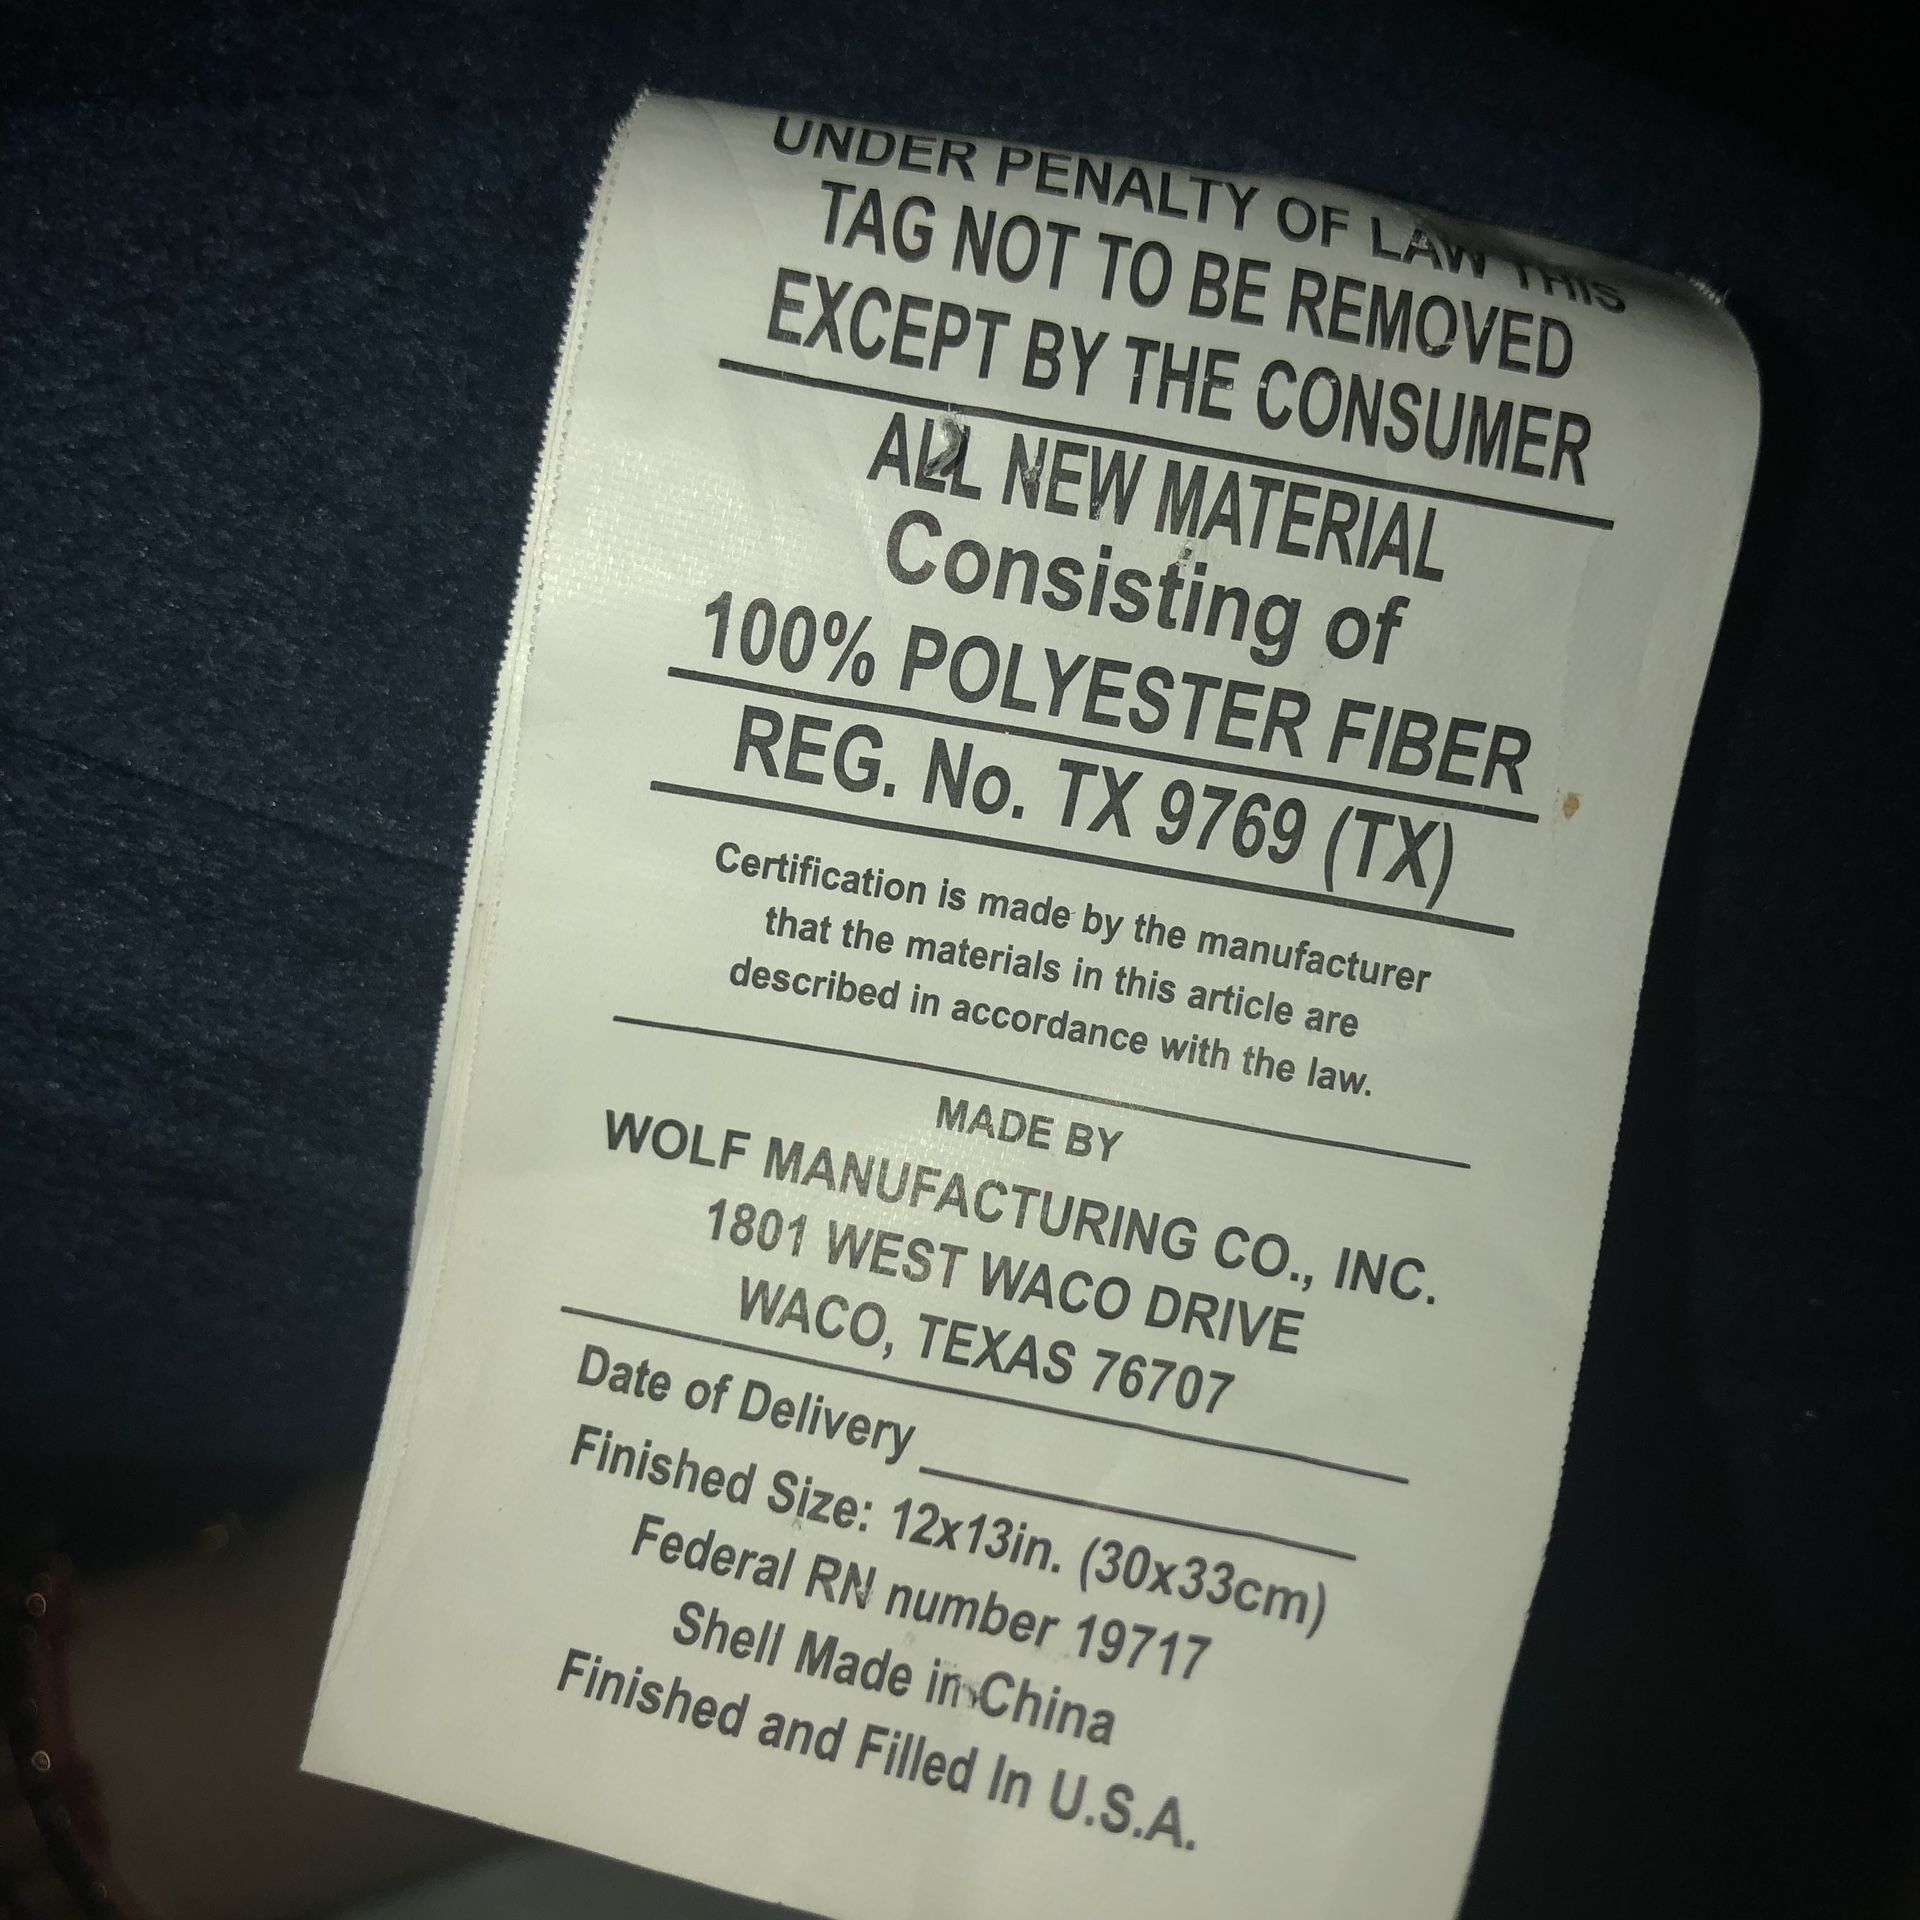 UNDER PENALTY OF LAW THIS
TAG NOT TO BE REMOVED
EXCEPT BY THE CONSUMER
ALL NEW MATERIAL
Consisting of
100% POLYESTER FIBER
REG. No. TX 9769 (TX)
Certification is made by the manufacturer
that the materials in this article are
described in accordance with the law.
MADE BY
WOLF MANUFACTURING CO., INC.
1801 WEST WACO DRIVE
WACO, TEXAS 76707
Date of Delivery
Finished Size: 12x13in. (30x33cm)
Federal RN number 19717
Shell Made in China
Finished and Filled In U.S.A.